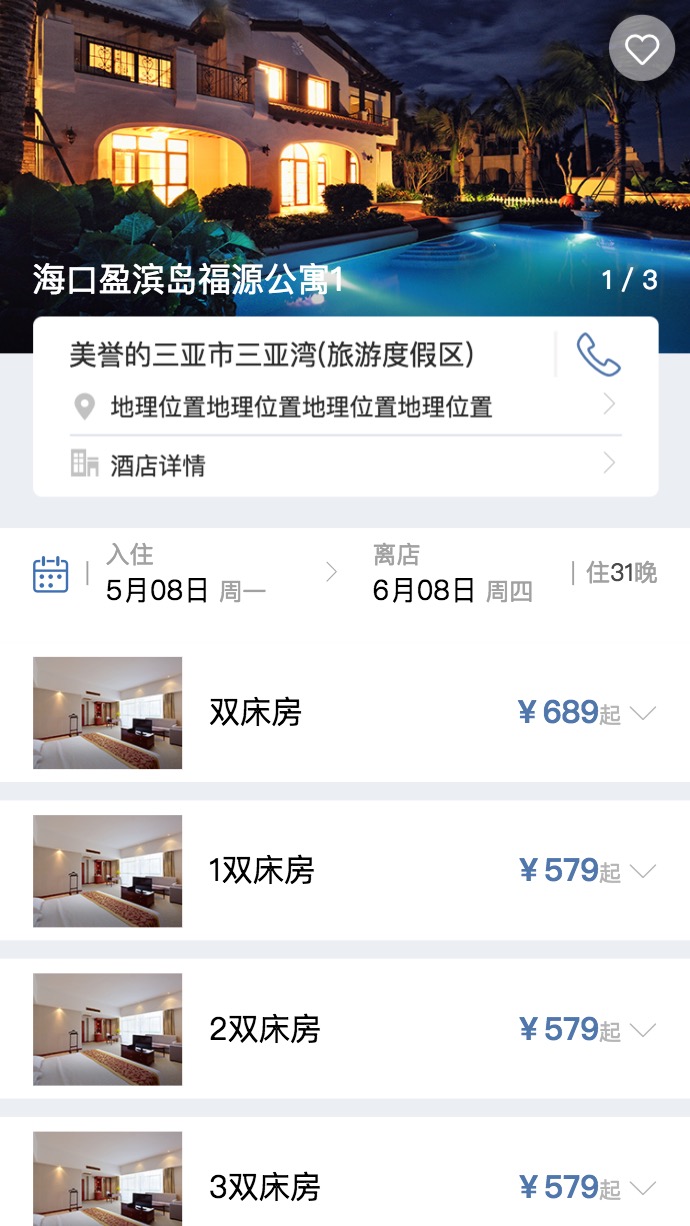 海口盈滨岛福源公寓1 1 / 3
美誉的三亚市三亚湾(旅游度假区)
地理位置地理位置地理位置地理位置
酒店详情
入住 离店
5月08日 周一 6月08日 周四 住31晚
双床房 ¥ 689起
1双床房 ¥ 579起
2双床房 ¥ 579起
3双床房 ¥ 579起